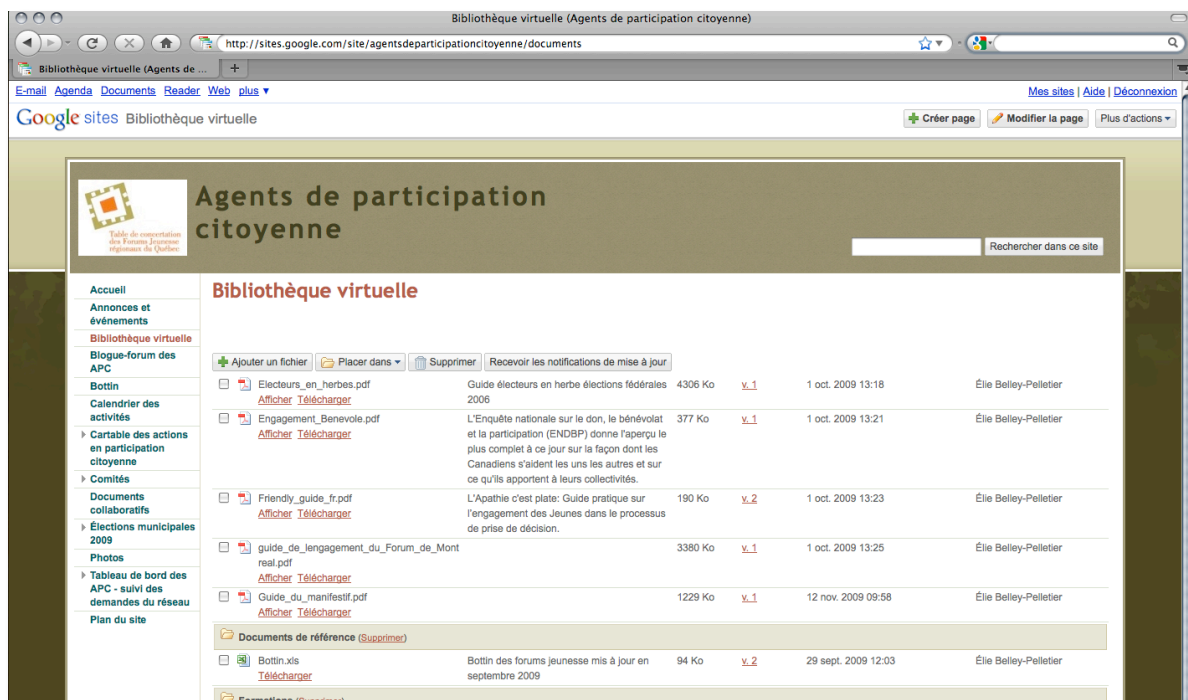 Bibliothèque virtuelle (Agents de participation citoyenne)
http://sites.google.com/site/agentsdeparticipationcitoyenne/documents
Bibliothèque virtuelle (Agents de ...
E-mail Agenda Documents Reader Web plus ▼
Mes sites | Aide | Déconnexion
Google sites Bibliothèque virtuelle
Créer page Modifier la page Plus d'actions
Agents de participation
citoyenne
Table de concertation
des Forums Jeunesse
régionaux du Québec
Rechercher dans ce site
Accueil
Annonces et
événements
Bibliothèque virtuelle
Blogue-forum des
APC
Bottin
Calendrier des
activités
Cartable des actions
en participation
citoyenne
Comités
Documents
collaboratifs
Élections municipales
2009
Photos
Tableau de bord des
APC - suivi des
demandes du réseau
Plan du site
Bibliothèque virtuelle
Ajouter un fichier Placer dans Supprimer Recevoir les notifications de mise à jour
Electeurs_en_herbes.pdf Guide électeurs en herbe élections fédérales 4306 Ko v. 1 1 oct. 2009 13:18 Élie Belley-Pelletier
Afficher Télécharger 2006
Engagement_Benevole.pdf L'Enquête nationale sur le don, le bénévolat 377 Ko v. 1 1 oct. 2009 13:21 Élie Belley-Pelletier
Afficher Télécharger et la participation (ENDBP) donne l'aperçu le
plus complet à ce jour sur la façon dont les
Canadiens s'aident les uns les autres et sur
ce qu'ils apportent à leurs collectivités.
Friendly_guide_fr.pdf L'Apathie c'est plate: Guide pratique sur 190 Ko v. 2 1 oct. 2009 13:23 Élie Belley-Pelletier
Afficher Télécharger l'engagement des Jeunes dans le processus
de prise de décision.
guide_de_lengagement_du_Forum_de_Mont 3380 Ko v. 1 1 oct. 2009 13:25 Élie Belley-Pelletier
real.pdf
Afficher Télécharger
Guide_du_manifestif.pdf 1229 Ko v. 1 12 nov. 2009 09:58 Élie Belley-Pelletier
Afficher Télécharger
Documents de référence (Supprimer)
Bottin.xls Bottin des forums jeunesse mis à jour en 94 Ko v. 2 29 sept. 2009 12:03 Élie Belley-Pelletier
Télécharger septembre 2009
Formations (Supprimer)